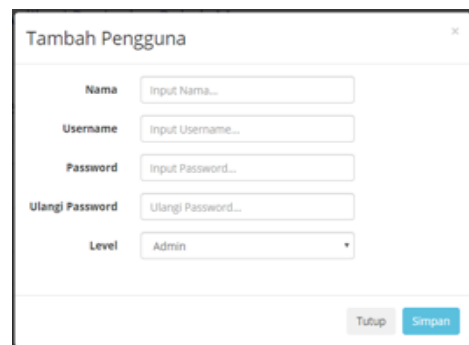 Tambah Pengguna
×
Nama Input Nama...
Username Input Username...
Password Input Password...
Ulangi Password Ulangi Password...
Level Admin
Tutup Simpan